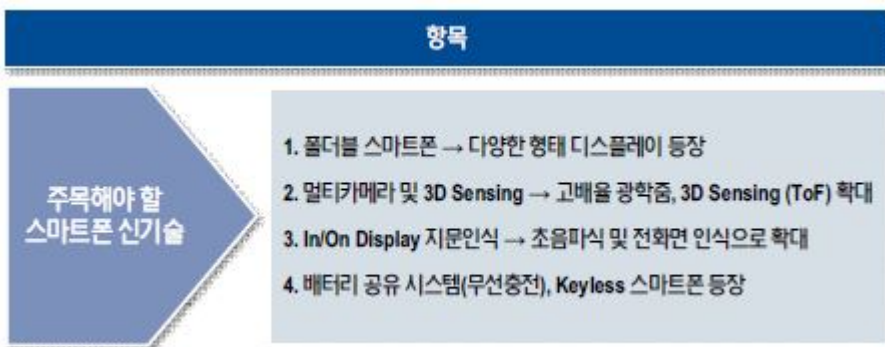 항목
주목해야 할
스마트폰 신기술
1. 폴더블 스마트폰 → 다양한 형태 디스플레이 등장
2. 멀티카메라 및 3D Sensing → 고배율 광학줌, 3D Sensing (ToF) 확대
3. In/On Display 지문인식 → 초음파식 및 전화면 인식으로 확대
4. 배터리 공유 시스템(무선충전), Keyless 스마트폰 등장